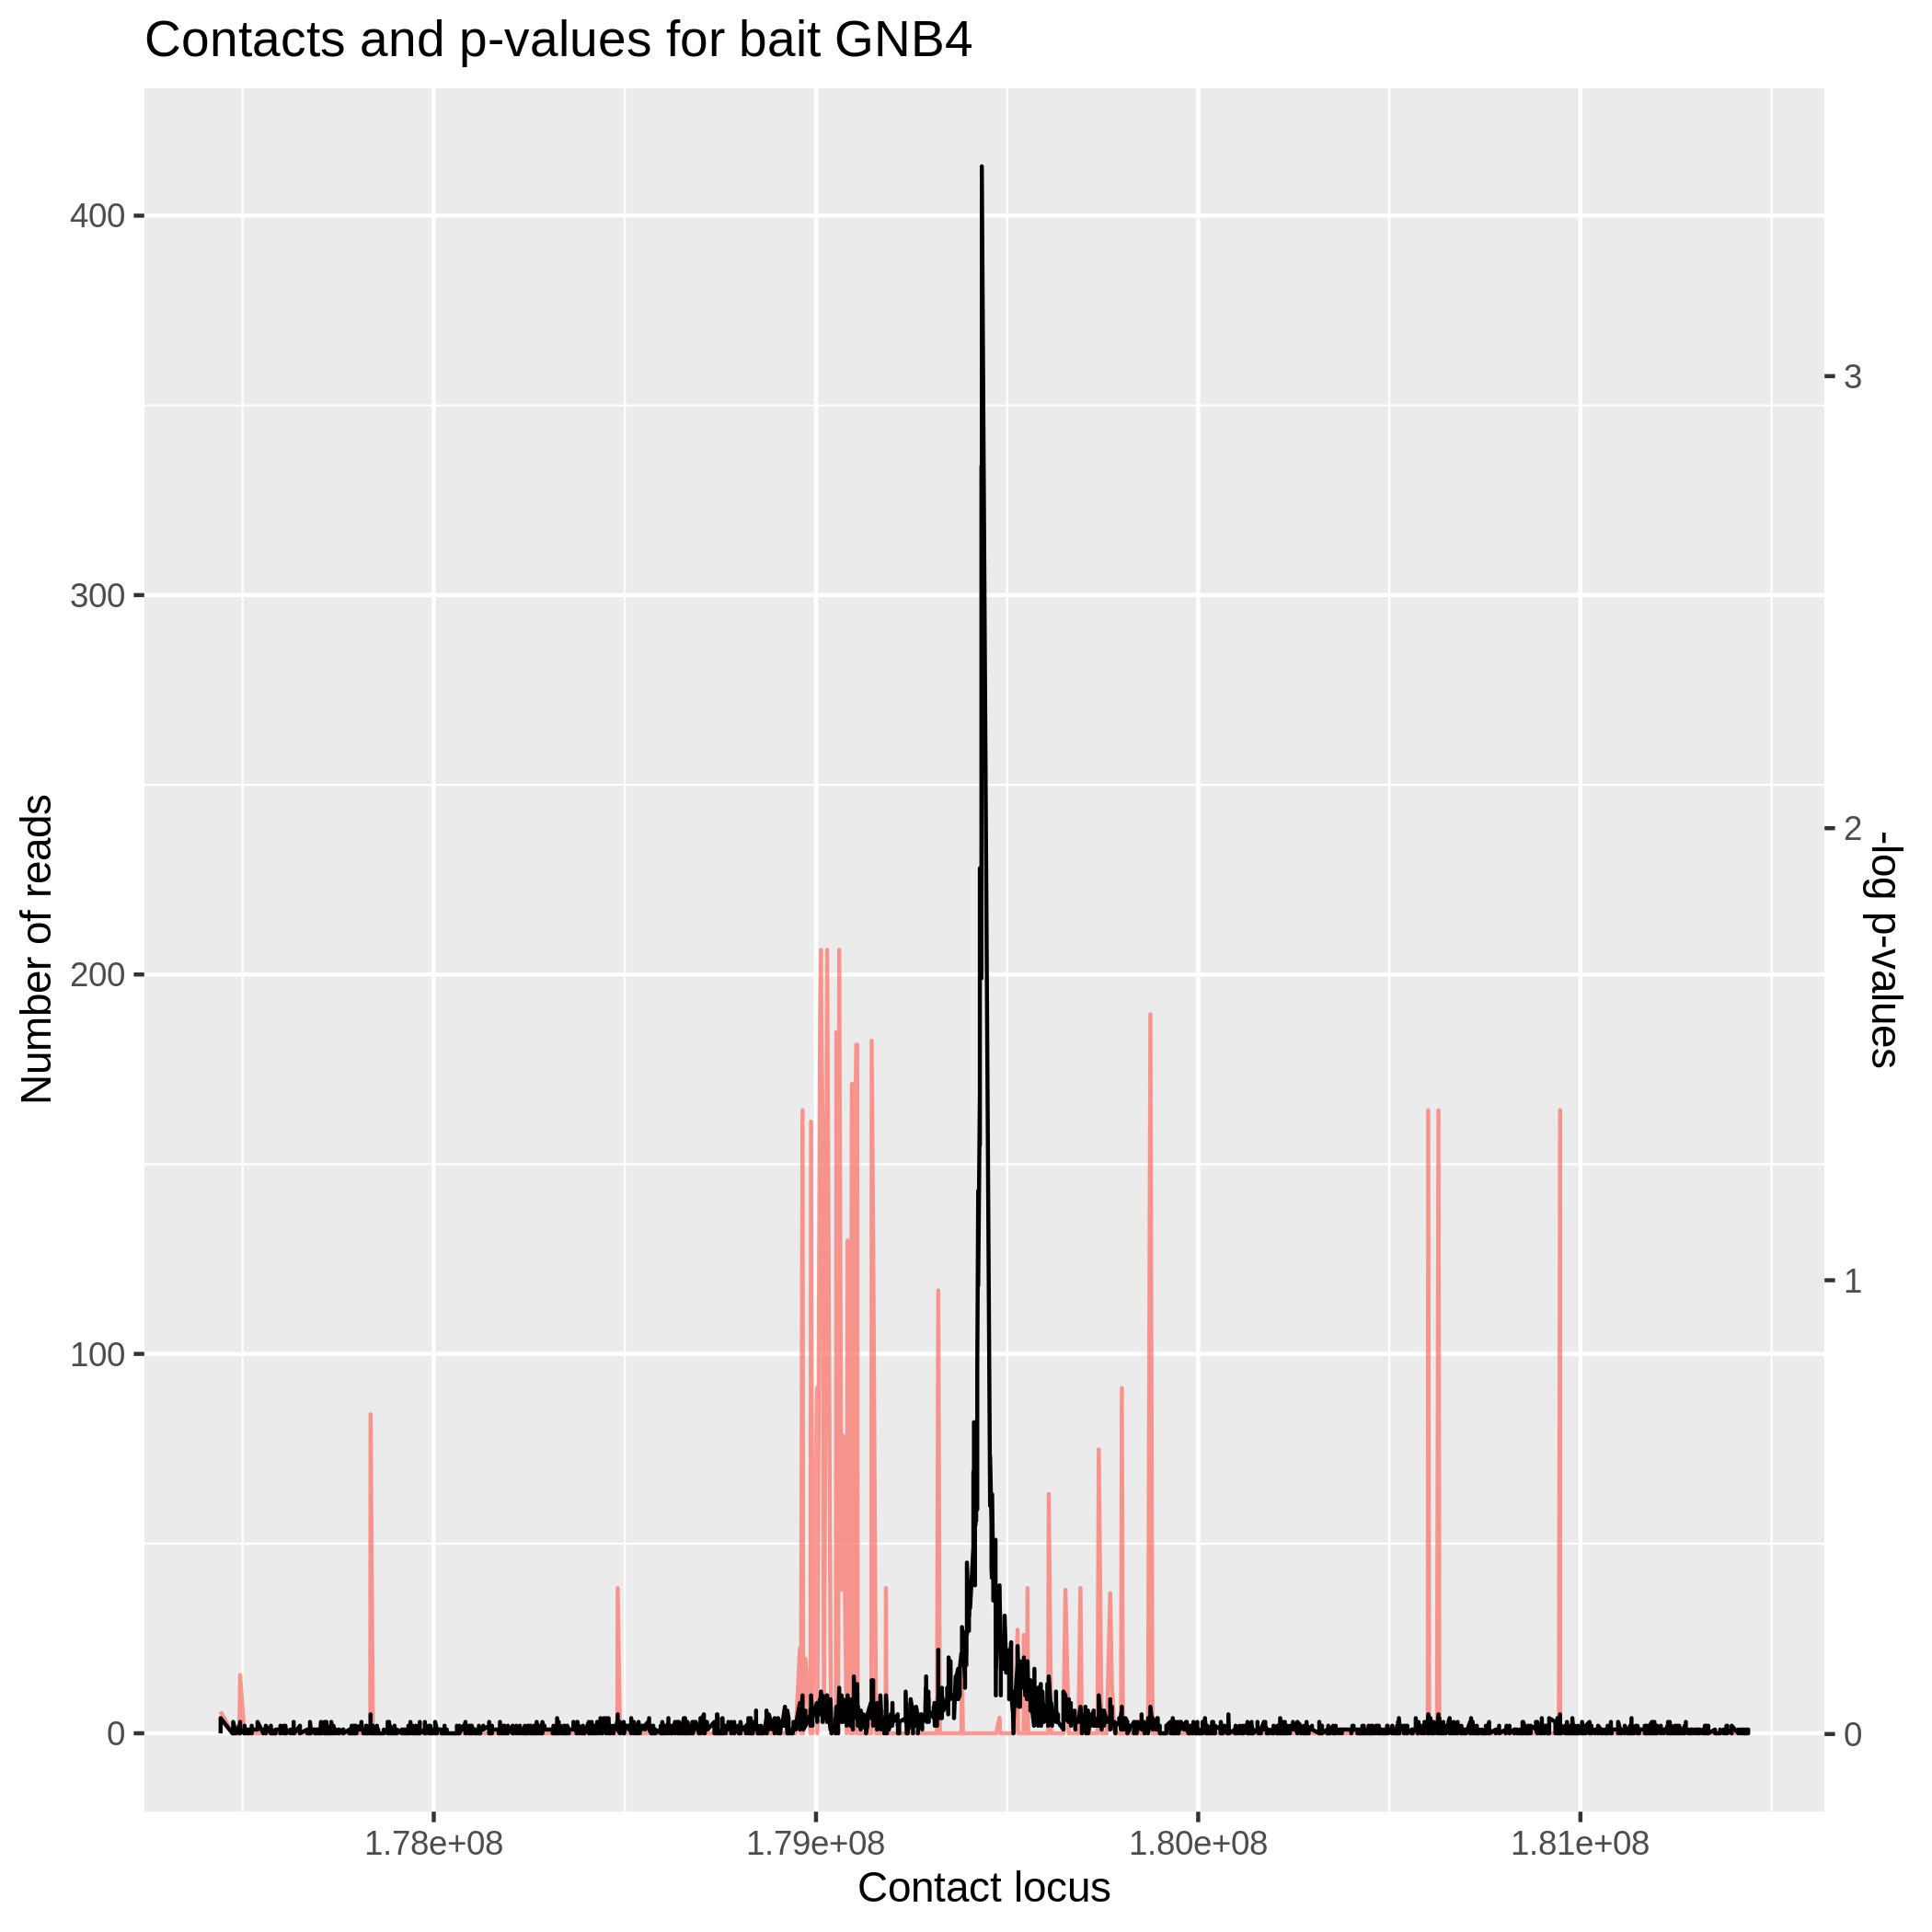 Contacts and p-values for bait GNB4
400
300
200
100
0
Number of reads
3
2
1
0
-log p-values
1.78e+08
1.79e+08
1.80e+08
1.81e+08
Contact locus